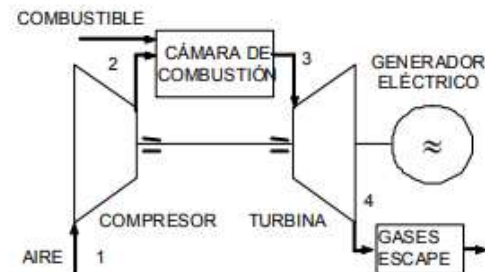 COMBUSTIBLE
2
CÁMARA DE
COMBUSTIÓN
3
GENERADOR
ELÉCTRICO
≈
4
COMPRESOR
TURBINA
AIRE
1
GASES
ESCAPE